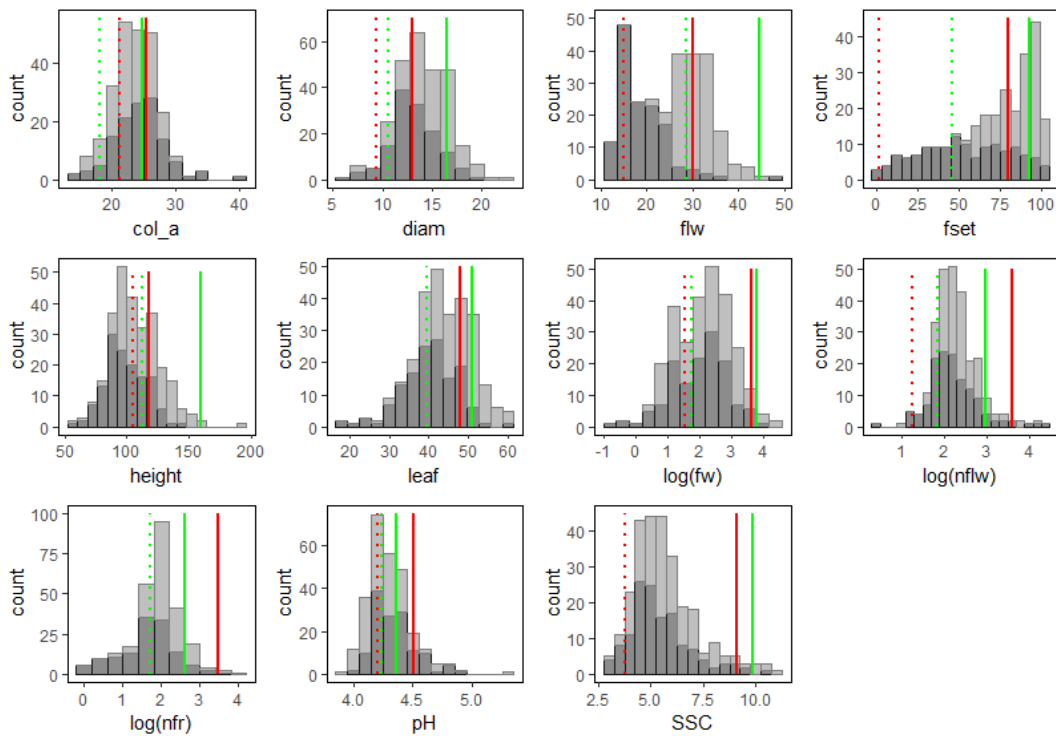 count
0 20 40
20 30 40
col_a
count
0 20 40 60
5 10 15 20
diam
count
0 10 20 30 40 50
10 20 30 40 50
flw
count
0 10 20 30 40
0 25 50 75 100
fset
count
0 10 20 30 40 50
50 100 150 200
height
count
0 10 20 30 40 50
20 30 40 50 60
leaf
count
0 10 20 30 40 50
-1 0 1 2 3 4
log(fw)
count
0 10 20 30 40 50
1 2 3 4
log(nflw)
count
0 25 50 75 100
0 1 2 3 4
log(nfr)
count
0 20 40 60
4.0 4.5 5.0
pH
count
0 10 20 30 40
2.5 5.0 7.5 10.0
SSC